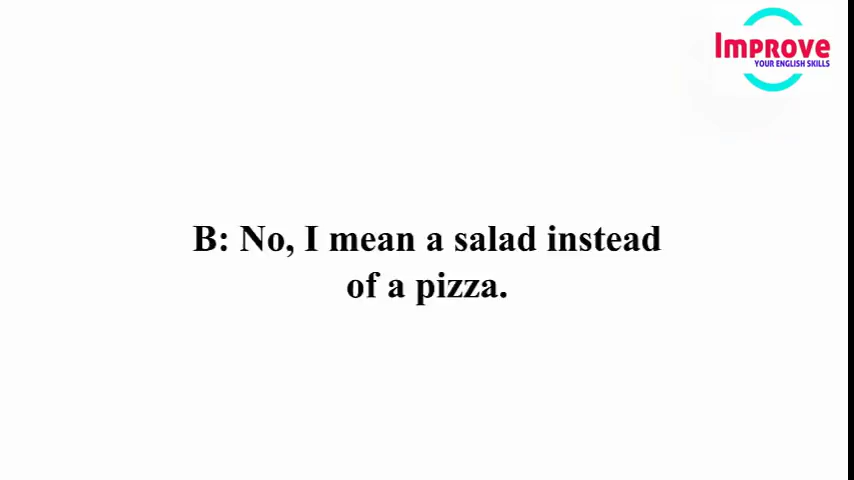 Improve
YOUR ENGLISH SKILLS
B: No, I mean a salad instead
of a pizza.